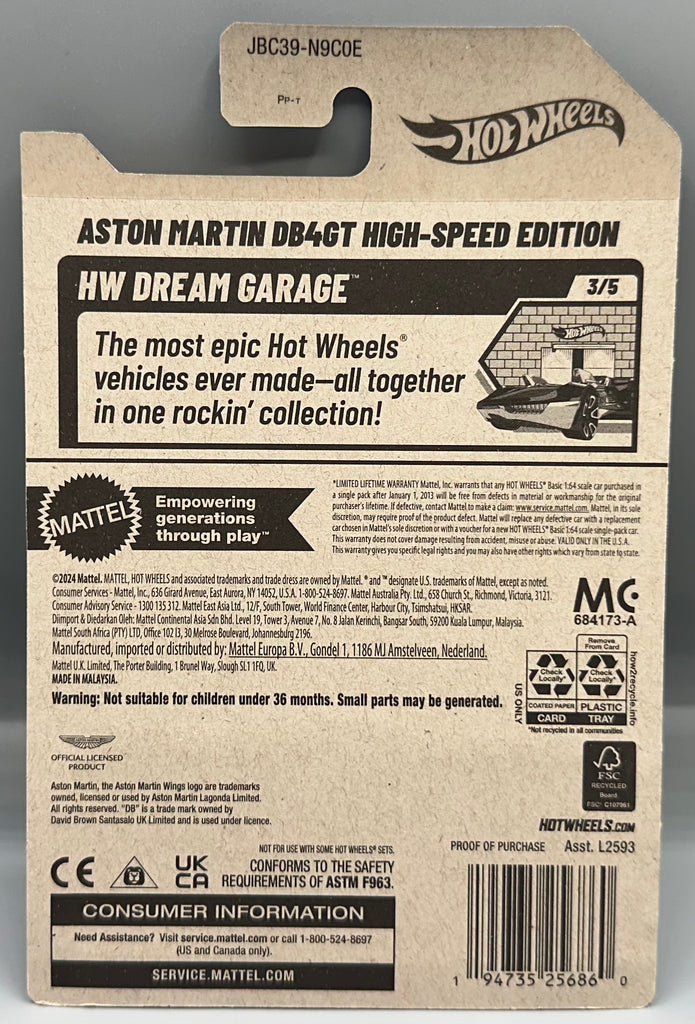 JBC39-N9C0E
PP-T
HOT WHEELS
ASTON MARTIN DB4GT HIGH-SPEED EDITION
HW DREAM GARAGE™
3/5
The most epic Hot Wheels®
vehicles ever made—all together
in one rockin' collection!
HOT WHEELS
MATTEL
Empowering
generations
through play™
*LIMITED LIFETIME WARRANTY Mattel, Inc. warrants that any HOT WHEELS® Basic 1:64 scale car purchased in
a single pack after January 1, 2013 will be free from defects in material or workmanship for the original
purchaser's lifetime. If defective, contact Mattel to make a claim: www.service.mattel.com. Mattel, in its sole
discretion, may require proof of the product defect. Mattel will replace any defective car with a replacement
car chosen in Mattel's sole discretion or with a voucher for a new HOT WHEELS® Basic 1:64 scale single-pack car.
This warranty does not cover damage resulting from accident, misuse or abuse. VALID ONLY IN THE U.S.A.
This warranty gives you specific legal rights and you may also have other rights which vary from state to state.
©2024 Mattel. MATTEL, HOT WHEELS and associated trademarks and trade dress are owned by Mattel. ® and ™ designate U.S. trademarks of Mattel, except as noted.
Consumer Services - Mattel, Inc., 636 Girard Avenue, East Aurora, NY 14052, U.S.A. 1-800-524-8697. Mattel Australia Pty. Ltd., 658 Church St., Richmond, Victoria, 3121.
Consumer Advisory Service - 1300 135 312. Mattel East Asia Ltd., 12/F, South Tower, World Finance Center, Harbour City, Tsimshatsui, HKSAR.
Diimport & Diedarkan Oleh: Mattel Continental Asia Sdn Bhd. Level 19, Tower 3, Avenue 7, No. 8 Jalan Kerinchi, Bangsar South, 59200 Kuala Lumpur, Malaysia.
Mattel South Africa (PTY) LTD, Office 102 I3, 30 Melrose Boulevard, Johannesburg 2196.
Manufactured, imported or distributed by: Mattel Europa B.V., Gondel 1, 1186 MJ Amstelveen, Nederland.
Mattel U.K. Limited, The Porter Building, 1 Brunel Way, Slough SL1 1FQ, UK.
MADE IN MALAYSIA.
Warning: Not suitable for children under 36 months. Small parts may be generated.
MC
684173-A
Remove
From Card
Check
Locally*
Check
Locally*
COATED PAPER
PLASTIC
CARD
TRAY
US ONLY
how2recycle.info
*Not recycled in all communities
ASTON MARTIN
OFFICIAL LICENSED
PRODUCT
FSC
RECYCLED
Board
FSC® C107951
Aston Martin, the Aston Martin Wings logo are trademarks
owned, licensed or used by Aston Martin Lagonda Limited.
All rights reserved. "DB" is a trade mark owned by
David Brown Santasalo UK Limited and is used under licence.
HOTWHEELS.COM
PROOF OF PURCHASE Asst. L2593
NOT FOR USE WITH SOME HOT WHEELS® SETS.
CE
UK
CA
CONFORMS TO THE SAFETY
REQUIREMENTS OF ASTM F963.
CONSUMER INFORMATION
Need Assistance? Visit service.mattel.com or call 1-800-524-8697
(US and Canada only).
SERVICE.MATTEL.COM
1 94735 25686 0